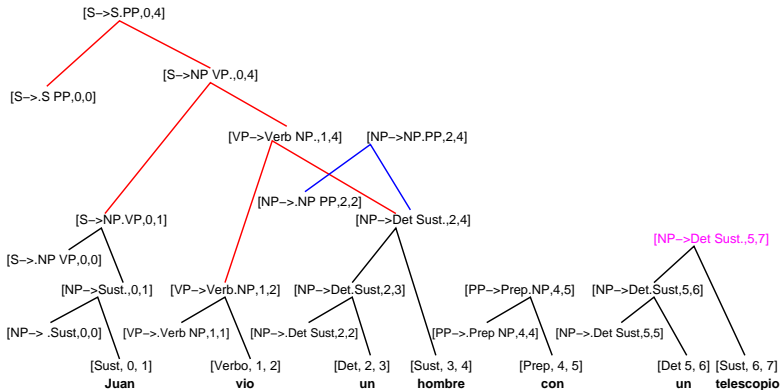 [S–>S.PP,0,4]
[S–>NP VP.,0,4]
[S–>.S PP,0,0]
[VP–>Verb NP.,1,4] [NP–>NP.PP,2,4]
[NP–>.NP PP,2,2]
[S–>NP.VP,0,1] [NP–>Det Sust.,2,4]
[NP–>Det Sust.,5,7]
[S–>.NP VP,0,0]
[NP–>Sust.,0,1] [VP–>Verb.NP,1,2] [NP–>Det.Sust,2,3] [PP–>Prep.NP,4,5] [NP–>Det.Sust,5,6]
[NP–> .Sust,0,0] [VP–>.Verb NP,1,1] [NP–>.Det Sust,2,2] [PP–>.Prep NP,4,4] [NP–>.Det Sust,5,5]
[Sust, 0, 1] [Verbo, 1, 2] [Det, 2, 3] [Sust, 3, 4] [Prep, 4, 5] [Det 5, 6] [Sust, 6, 7]
Juan vio un hombre con un telescopio